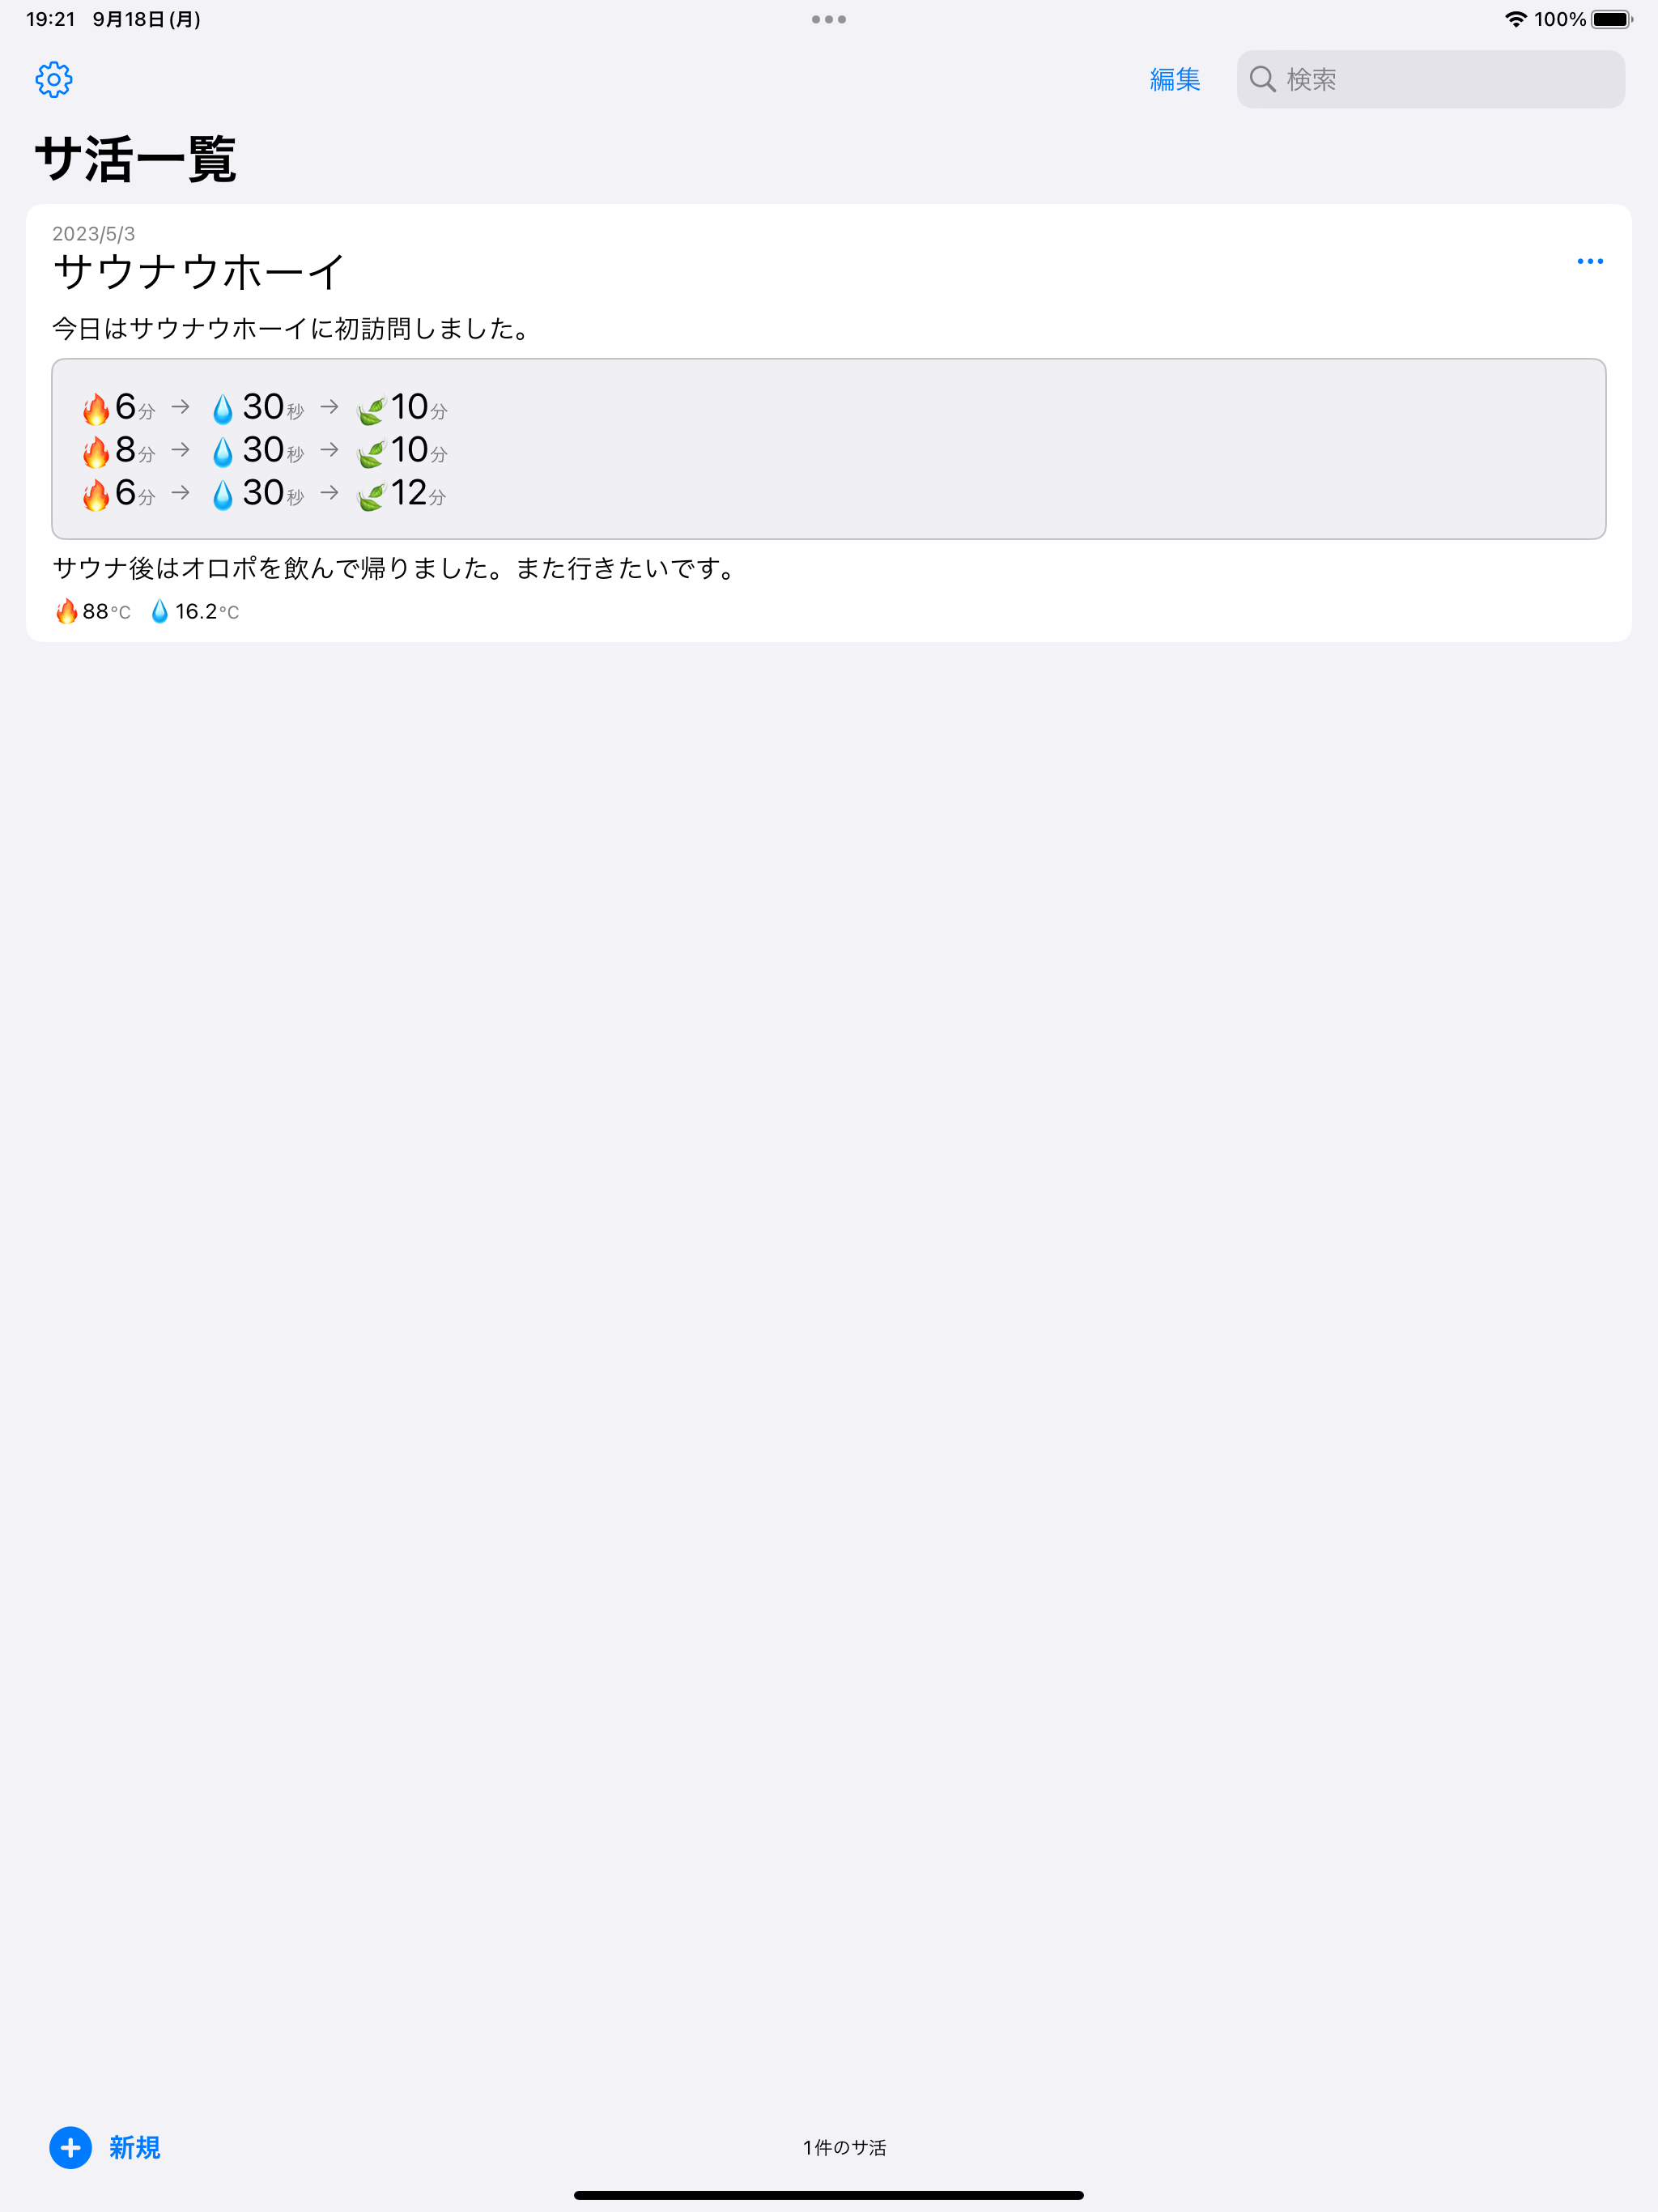 19:21 9月18日(月) 100%
編集 検索
サ活一覧
2023/5/3
サウナウホーイ
今日はサウナウホーイに初訪問しました。
🔥6分 → 💧30秒 → 🍃10分
🔥8分 → 💧30秒 → 🍃10分
🔥6分 → 💧30秒 → 🍃12分
サウナ後はオロポを飲んで帰りました。また行きたいです。
🔥88℃ 💧16.2℃
新規 1件のサ活